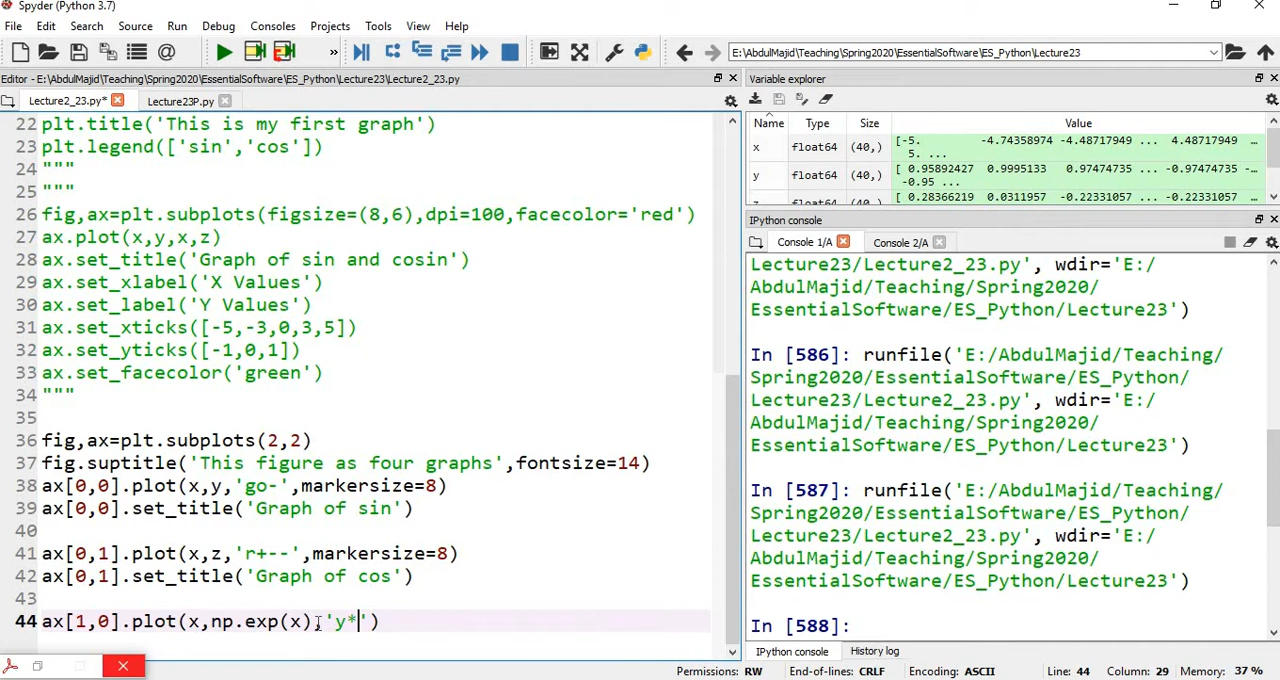 Spyder (Python 3.7)
File Edit Search Source Run Debug Consoles Projects Tools View Help
E:\AbdulMajid\Teaching\Spring2020\EssentialSoftware\ES_Python\Lecture23
Editor - E:\AbdulMajid\Teaching\Spring2020\EssentialSoftware\ES_Python\Lecture23\Lecture2_23.py
Lecture2_23.py* Lecture23P.py
22 plt.title('This is my first graph')
23 plt.legend(['sin','cos'])
24 """
25 """
26 fig,ax=plt.subplots(figsize=(8,6),dpi=100,facecolor='red')
27 ax.plot(x,y,x,z)
28 ax.set_title('Graph of sin and cosin')
29 ax.set_xlabel('X Values')
30 ax.set_label('Y Values')
31 ax.set_xticks([-5,-3,0,3,5])
32 ax.set_yticks([-1,0,1])
33 ax.set_facecolor('green')
34 """
35
36 fig,ax=plt.subplots(2,2)
37 fig.suptitle('This figure as four graphs',fontsize=14)
38 ax[0,0].plot(x,y,'go-',markersize=8)
39 ax[0,0].set_title('Graph of sin')
40
41 ax[0,1].plot(x,z,'r+--',markersize=8)
42 ax[0,1].set_title('Graph of cos')
43
44 ax[1,0].plot(x,np.exp(x),'y*')
Variable explorer
Name Type Size Value
x float64 (40,) [-5. -4.74358974 -4.48717949 ... 4.48717949 ...
5. ...
y float64 (40,) [ 0.95892427 0.9995133 0.97474735 ... -0.97474735 -...
-0.95 ...
float64 (40,) [ 0.28366219 0.0311957 -0.22331057 ... -0.22331057 ...
IPython console
Console 1/A Console 2/A
Lecture23/Lecture2_23.py', wdir='E:/
AbdulMajid/Teaching/Spring2020/
EssentialSoftware/ES_Python/Lecture23')
In [586]: runfile('E:/AbdulMajid/Teaching/
Spring2020/EssentialSoftware/ES_Python/
Lecture23/Lecture2_23.py', wdir='E:/
AbdulMajid/Teaching/Spring2020/
EssentialSoftware/ES_Python/Lecture23')
In [587]: runfile('E:/AbdulMajid/Teaching/
Spring2020/EssentialSoftware/ES_Python/
Lecture23/Lecture2_23.py', wdir='E:/
AbdulMajid/Teaching/Spring2020/
EssentialSoftware/ES_Python/Lecture23')
In [588]:
IPython console History log
Permissions: RW End-of-lines: CRLF Encoding: ASCII Line: 44 Column: 29 Memory: 37 %